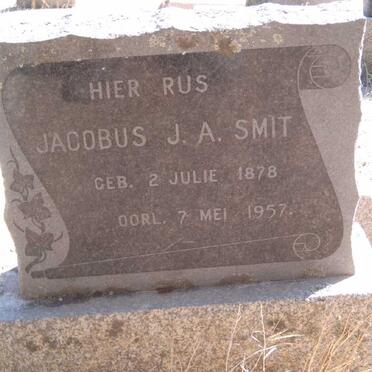 HIER RUS
JACOBUS J. A. SMIT
GEB. 2 JULIE 1878
OORL. 7 MEI 1957.